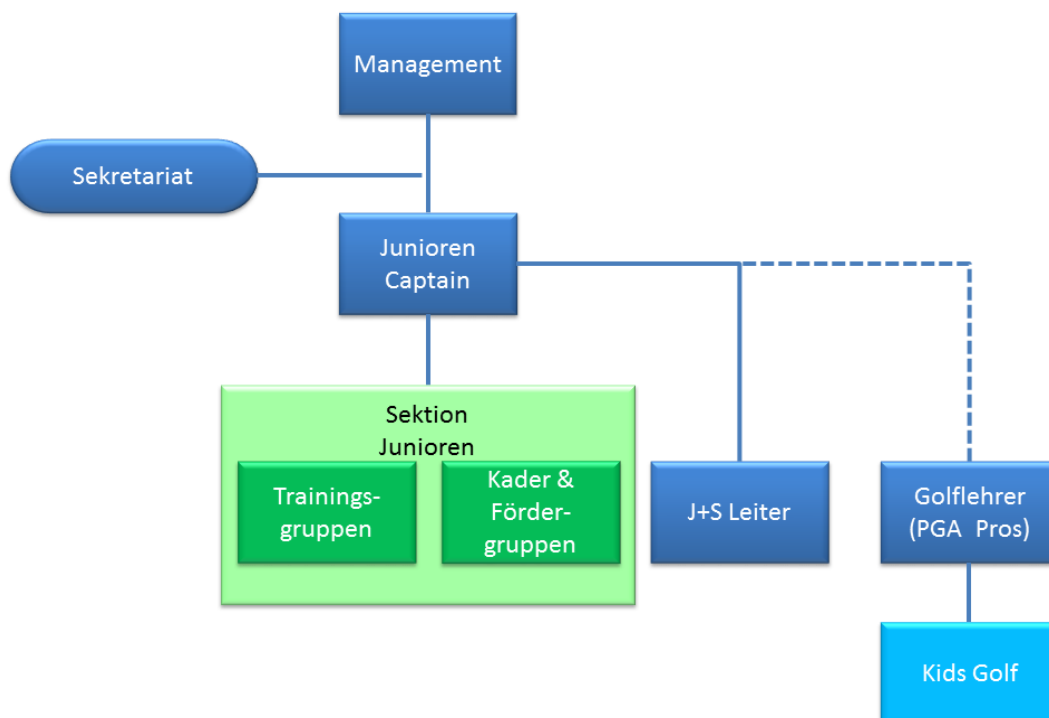 Management
Sekretariat
Junioren
Captain
Sektion
Junioren
Trainings-
gruppen
Kader &
Förder-
gruppen
J+S Leiter
Golflehrer
(PGA Pros)
Kids Golf